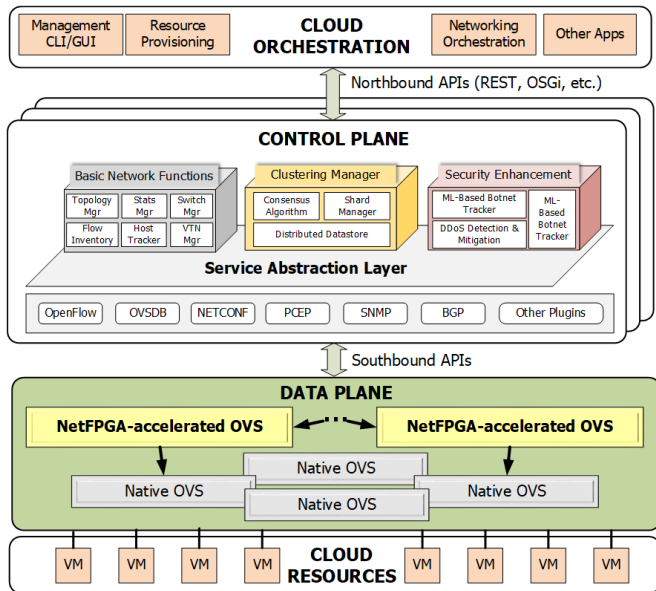 CLOUD
ORCHESTRATION
Management
CLI/GUI
Resource
Provisioning
Networking
Orchestration
Other Apps
Northbound APIs (REST, OSGi, etc.)
CONTROL PLANE
Basic Network Functions
Topology
Mgr
Stats
Mgr
Switch
Mgr
Flow
Inventory
Host
Tracker
VTN
Mgr
Clustering Manager
Consensus
Algorithm
Shard
Manager
Distributed Datastore
Security Enhancement
ML-Based Botnet
Tracker
DDoS Detection &
Mitigation
ML-
Based
Botnet
Tracker
Service Abstraction Layer
OpenFlow
OVSDB
NETCONF
PCEP
SNMP
BGP
Other Plugins
Southbound APIs
DATA PLANE
NetFPGA-accelerated OVS
NetFPGA-accelerated OVS
Native OVS
Native OVS
Native OVS
Native OVS
CLOUD
RESOURCES
VM
VM
VM
VM
VM
VM
VM
VM